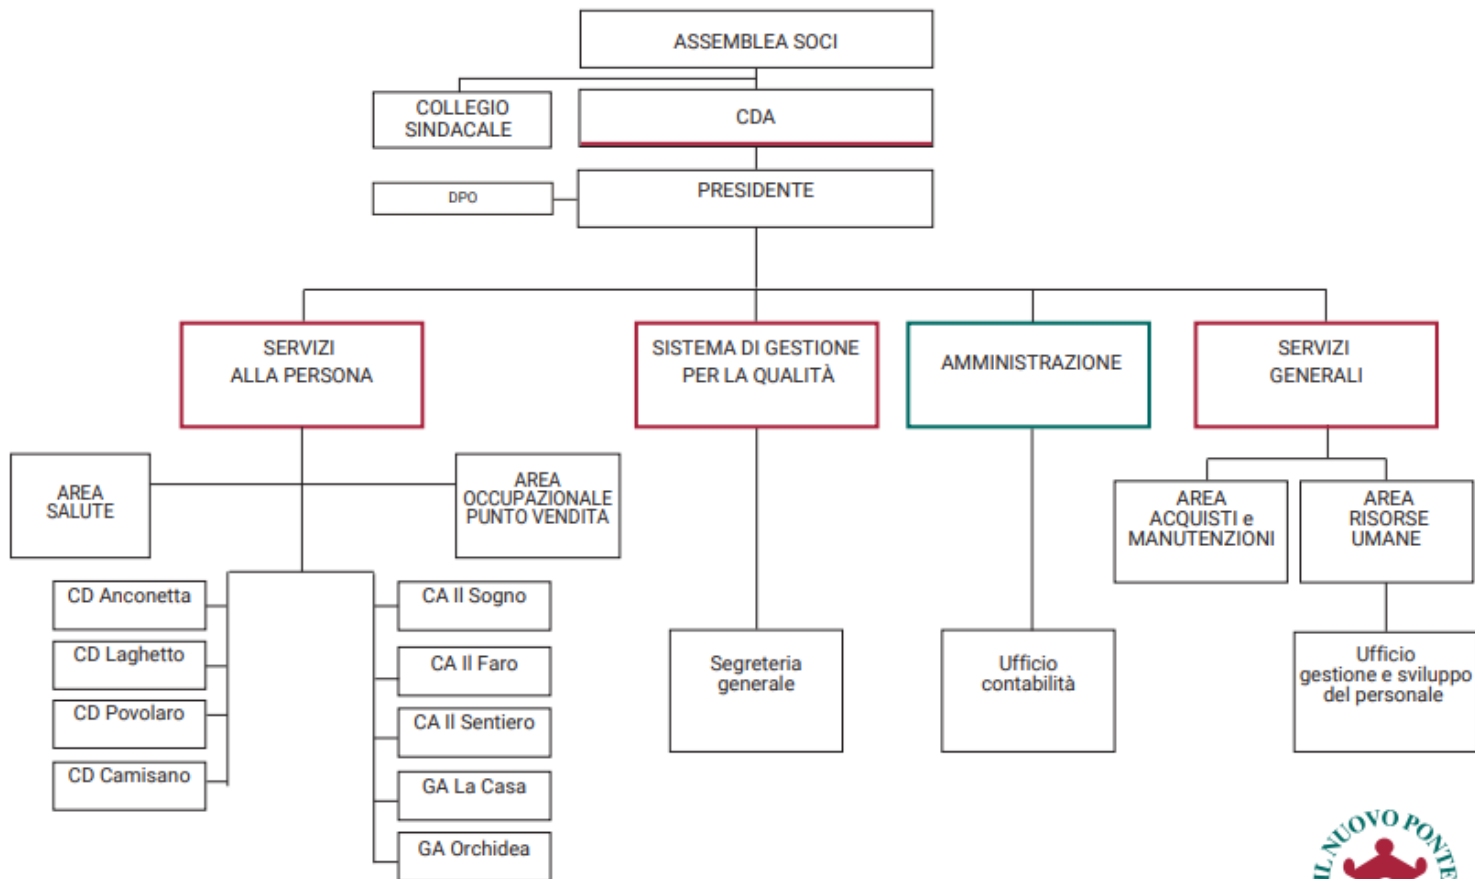 ASSEMBLEA SOCI
COLLEGIO
SINDACALE
CDA
DPO
PRESIDENTE
SERVIZI
ALLA PERSONA
SISTEMA DI GESTIONE
PER LA QUALITÀ
AMMINISTRAZIONE
SERVIZI
GENERALI
AREA
SALUTE
AREA
OCCUPAZIONALE
PUNTO VENDITA
AREA
ACQUISTI e
MANUTENZIONI
AREA
RISORSE
UMANE
CD Anconetta
CD Laghetto
CD Povolaro
CD Camisano
CA Il Sogno
CA Il Faro
CA Il Sentiero
GA La Casa
GA Orchidea
Segreteria
generale
Ufficio
contabilità
Ufficio
gestione e sviluppo
del personale
IL NUOVO PONTE